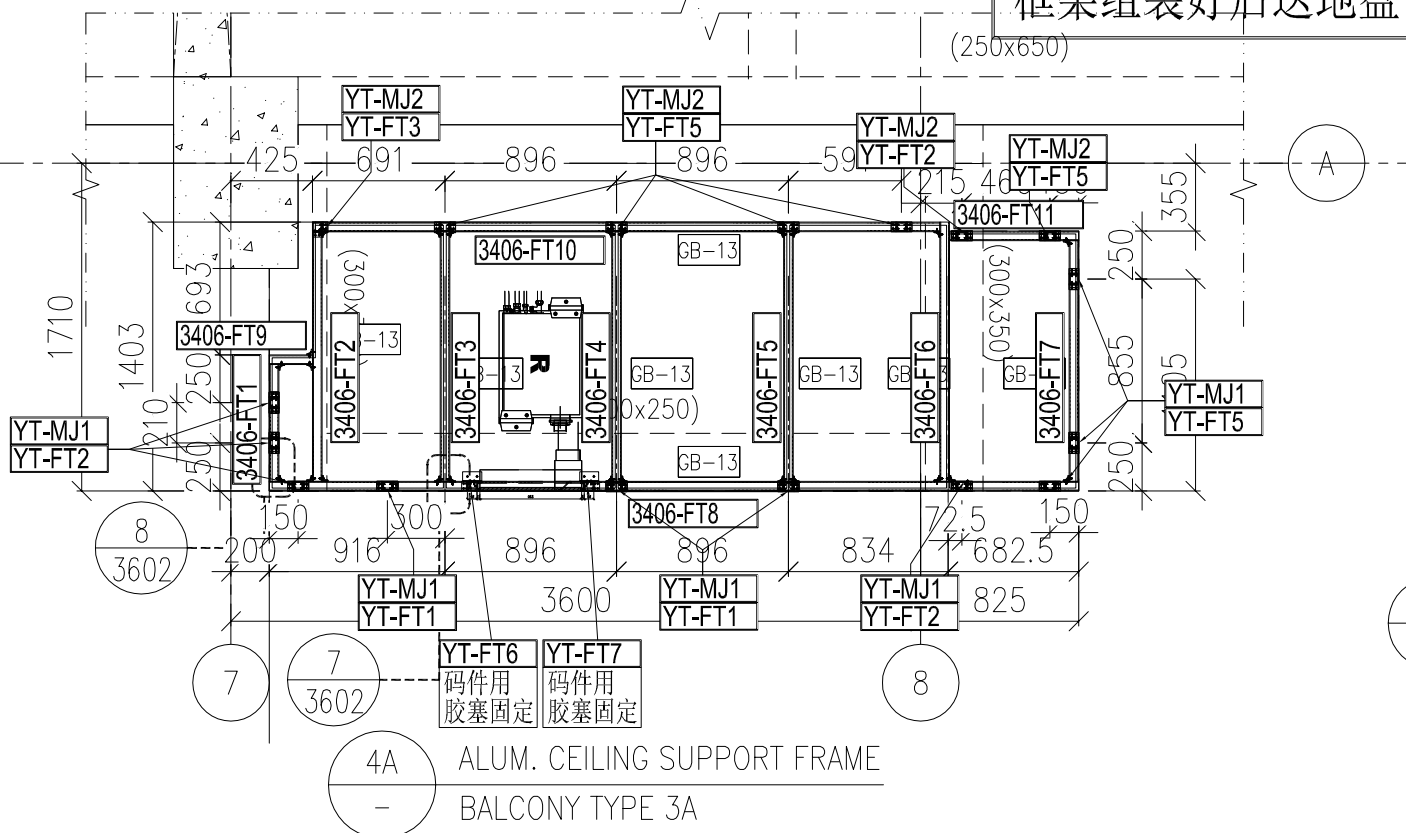 框架组装好后送地盘
(250x650)
YT-MJ2
YT-FT3
YT-MJ2
YT-FT5
YT-MJ2
YT-FT2
YT-MJ2
YT-FT5
A
425
691
896
896
215
355
3406-FT11
3406-FT10
GB-13
250
693
(300x350)
1710
1403
3406-FT9
3406-FT2
3406-FT3
R
3406-FT4
GB-13
3406-FT5
GB-13
3406-FT6
3406-FT7
855
250
210
250
3406-FT1
YT-MJ1
YT-FT2
YT-MJ1
YT-FT5
GB-13
250
3406-FT8
150
300
72.5
150
8
3602
200
916
896
896
834
682.5
YT-MJ1
YT-FT1
3600
YT-MJ1
YT-FT1
YT-MJ1
YT-FT2
825
7
7
3602
YT-FT6
码件用
胶塞固定
YT-FT7
码件用
胶塞固定
8
4A
-
ALUM. CEILING SUPPORT FRAME
BALCONY TYPE 3A